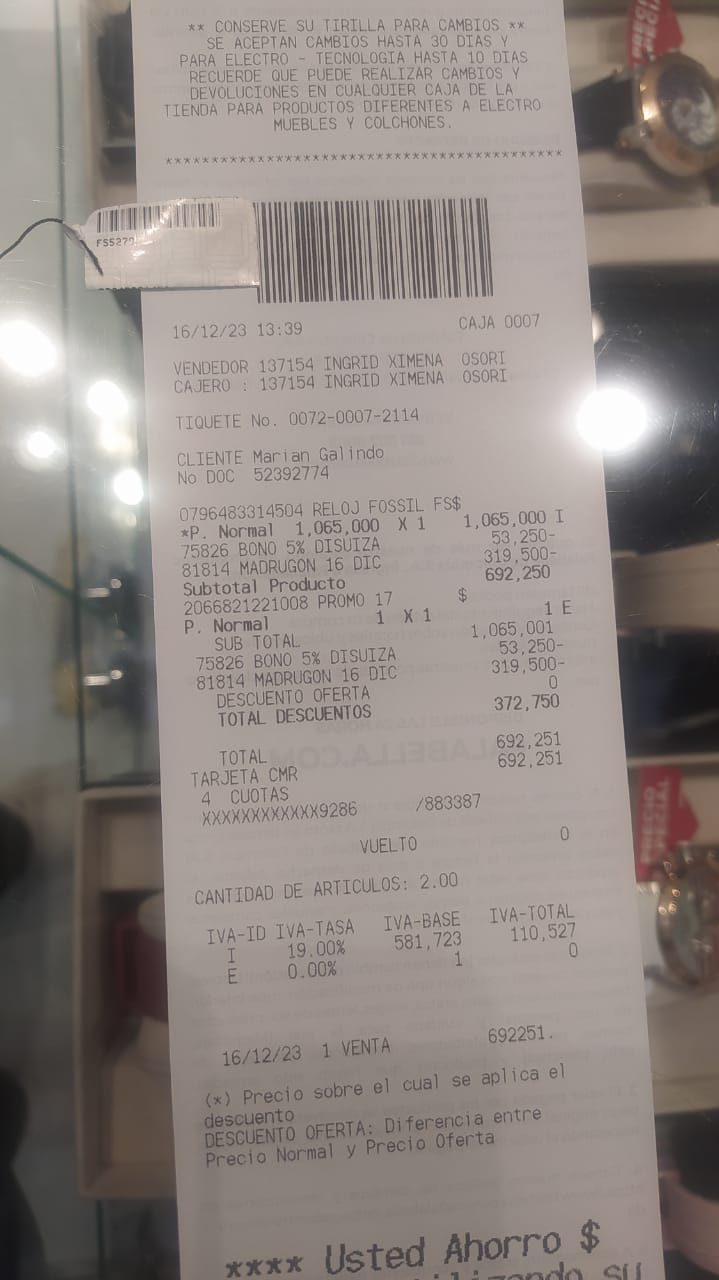 ** CONSERVE SU TIRILLA PARA CAMBIOS **
SE ACEPTAN CAMBIOS HASTA 30 DIAS Y
PARA ELECTRO - TECNOLOGIA HASTA 10 DIAS
RECUERDE QUE PUEDE REALIZAR CAMBIOS Y
DEVOLUCIONES EN CUALQUIER CAJA DE LA
TIENDA PARA PRODUCTOS DIFERENTES A ELECTRO
MUEBLES Y COLCHONES.
******************************************
FS5279
16/12/23 13:39 CAJA 0007
VENDEDOR 137154 INGRID XIMENA OSORI
CAJERO : 137154 INGRID XIMENA OSORI
TIQUETE No. 0072-0007-2114
CLIENTE Marian Galindo
No DOC 52392774
0796483314504 RELOJ FOSSIL FS$
*P. Normal 1,065,000 X 1 1,065,000 I
75826 BONO 5% DISUIZA 53,250-
81814 MADRUGON 16 DIC 319,500-
Subtotal Producto 692,250
2066821221008 PROMO 17 $
P. Normal 1 X 1 1 E
SUB TOTAL 1,065,001
75826 BONO 5% DISUIZA 53,250-
81814 MADRUGON 16 DIC 319,500-
DESCUENTO OFERTA 0
TOTAL DESCUENTOS 372,750
TOTAL 692,251
TARJETA CMR 692,251
4 CUOTAS
XXXXXXXXXXXX9286 /883387
VUELTO 0
CANTIDAD DE ARTICULOS: 2.00
IVA-ID IVA-TASA IVA-BASE IVA-TOTAL
I 19.00% 581,723 110,527
E 0.00% 1 0
16/12/23 1 VENTA 692251.
(*) Precio sobre el cual se aplica el
descuento
DESCUENTO OFERTA: Diferencia entre
Precio Normal y Precio Oferta
**** Usted Ahorro $
su
PRECIO
ESPECIAL
PRECIO
ESPECIAL